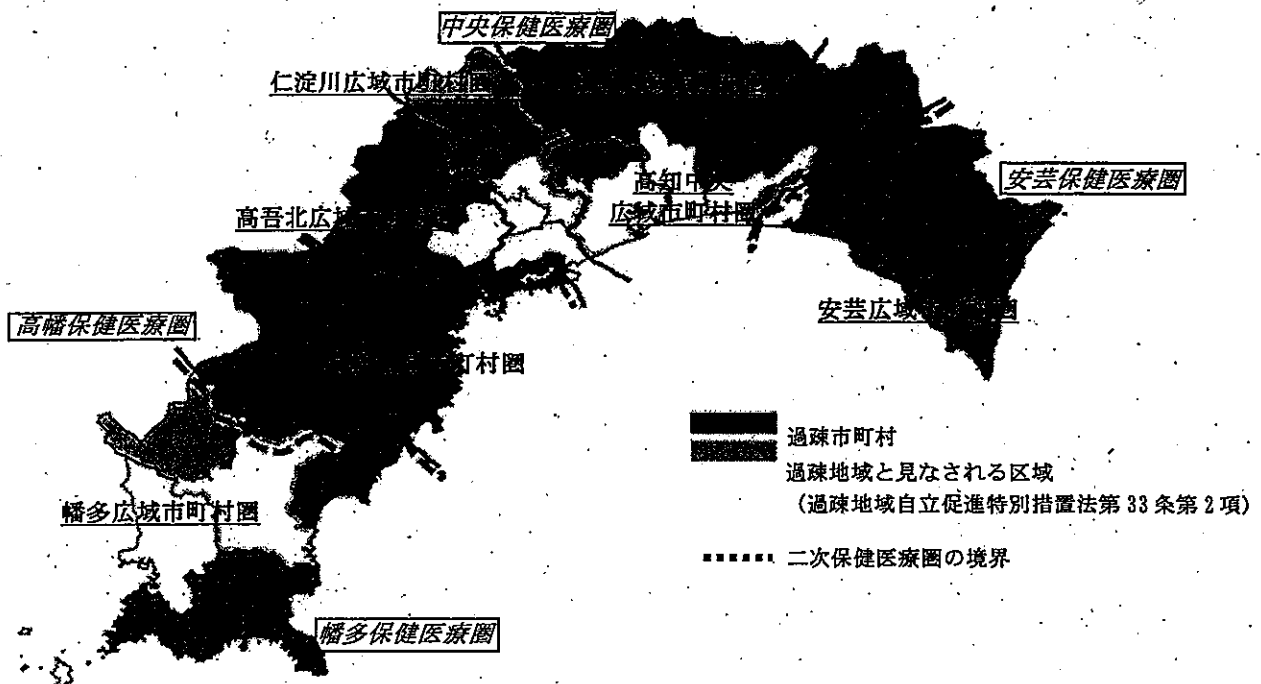 中央保健医療圏
仁淀川広域市町村圏
高知中央
広域市町村圏
安芸保健医療圏
高吾北広域
高幡保健医療圏
安芸広域
町村圏
過疎市町村
過疎地域と見なされる区域
(過疎地域自立促進特別措置法第33条第2項)
幡多広域市町村圏
二次保健医療圏の境界
幡多保健医療圏